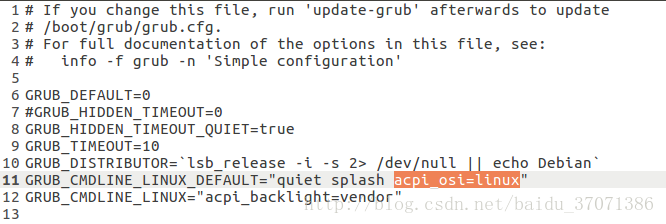 1 # If you change this file, run 'update-grub' afterwards to update
2 # /boot/grub/grub.cfg.
3 # For full documentation of the options in this file, see:
4 #   info -f grub -n 'Simple configuration'
5
6 GRUB_DEFAULT=0
7 #GRUB_HIDDEN_TIMEOUT=0
8 GRUB_HIDDEN_TIMEOUT_QUIET=true
9 GRUB_TIMEOUT=10
10 GRUB_DISTRIBUTOR=`lsb_release -i -s 2> /dev/null || echo Debian`
11 GRUB_CMDLINE_LINUX_DEFAULT="quiet splash acpi_osi=linux"
12 GRUB_CMDLINE_LINUX="acpi_backlight=vendor"
http://blog.csdn.net/baidu_37071386
13